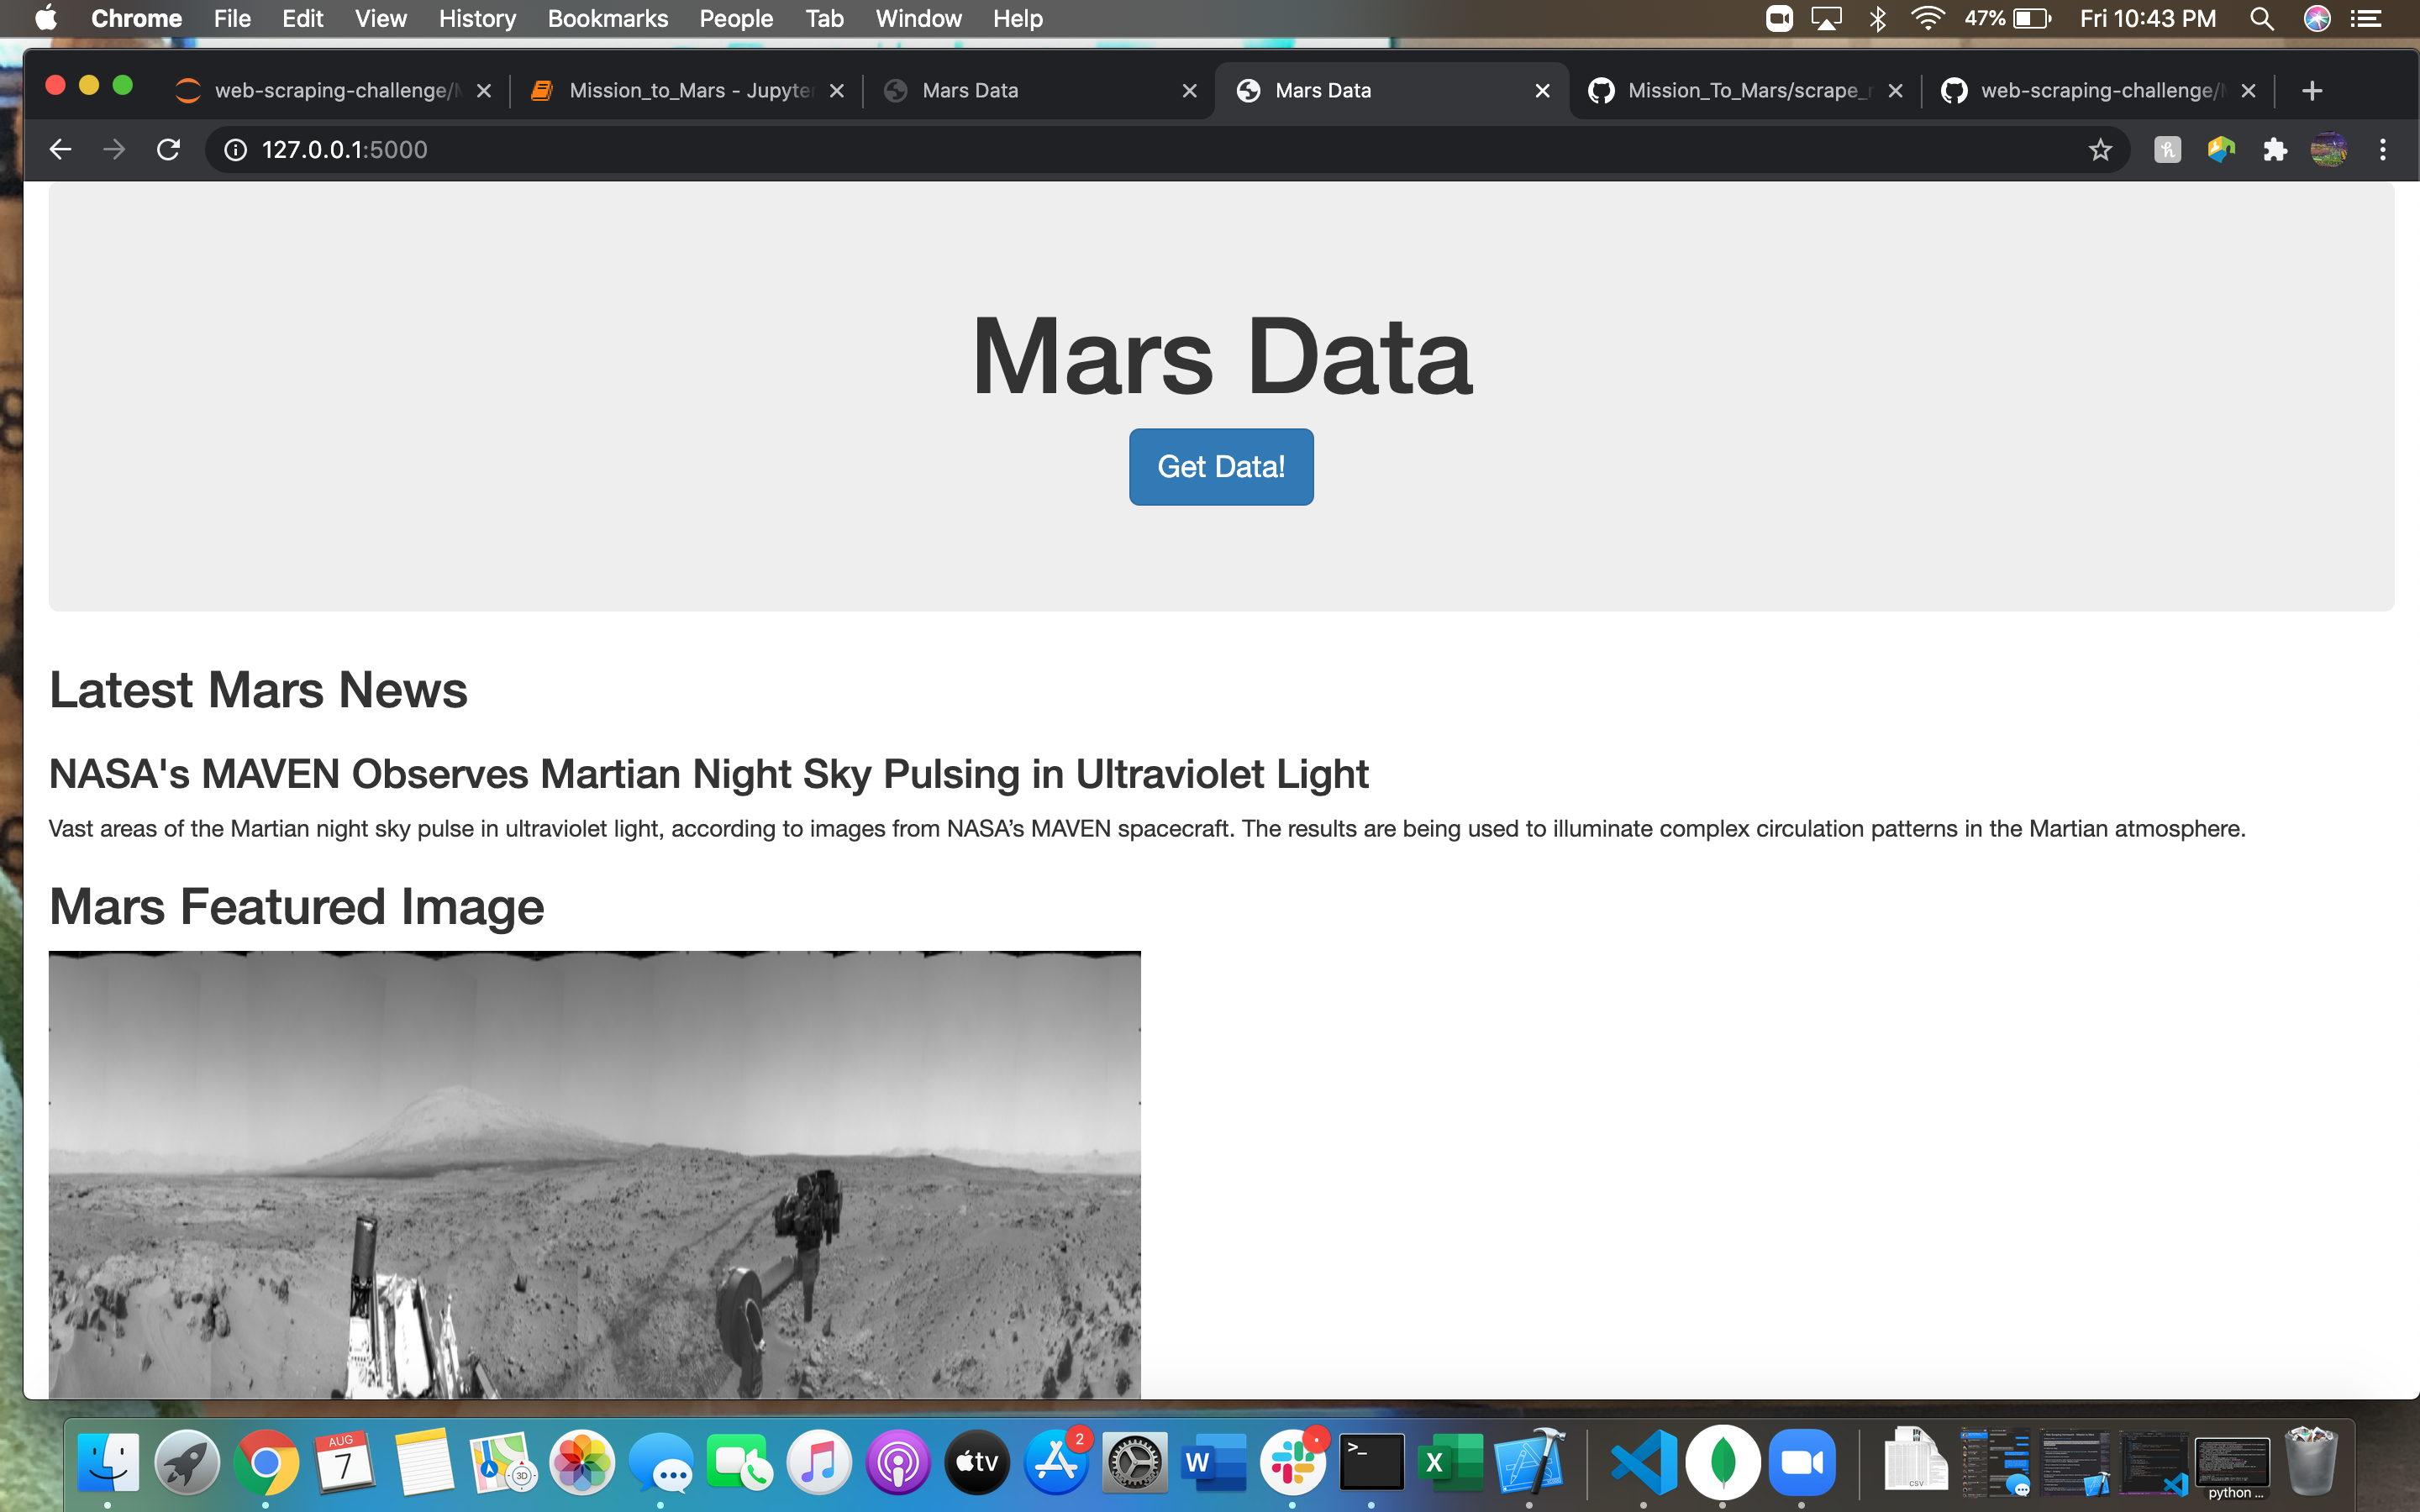 Chrome File Edit View History Bookmarks People Tab Window Help 47% Fri 10:43 PM
web-scraping-challenge/ Mission_to_Mars - Jupyter Mars Data Mars Data Mission_To_Mars/scrape_ web-scraping-challenge/
127.0.0.1:5000
Mars Data
Get Data!
Latest Mars News
NASA's MAVEN Observes Martian Night Sky Pulsing in Ultraviolet Light
Vast areas of the Martian night sky pulse in ultraviolet light, according to images from NASA’s MAVEN spacecraft. The results are being used to illuminate complex circulation patterns in the Martian atmosphere.
Mars Featured Image
AUG
7
3D
tv
2
W
>_
X
CSV
python ...